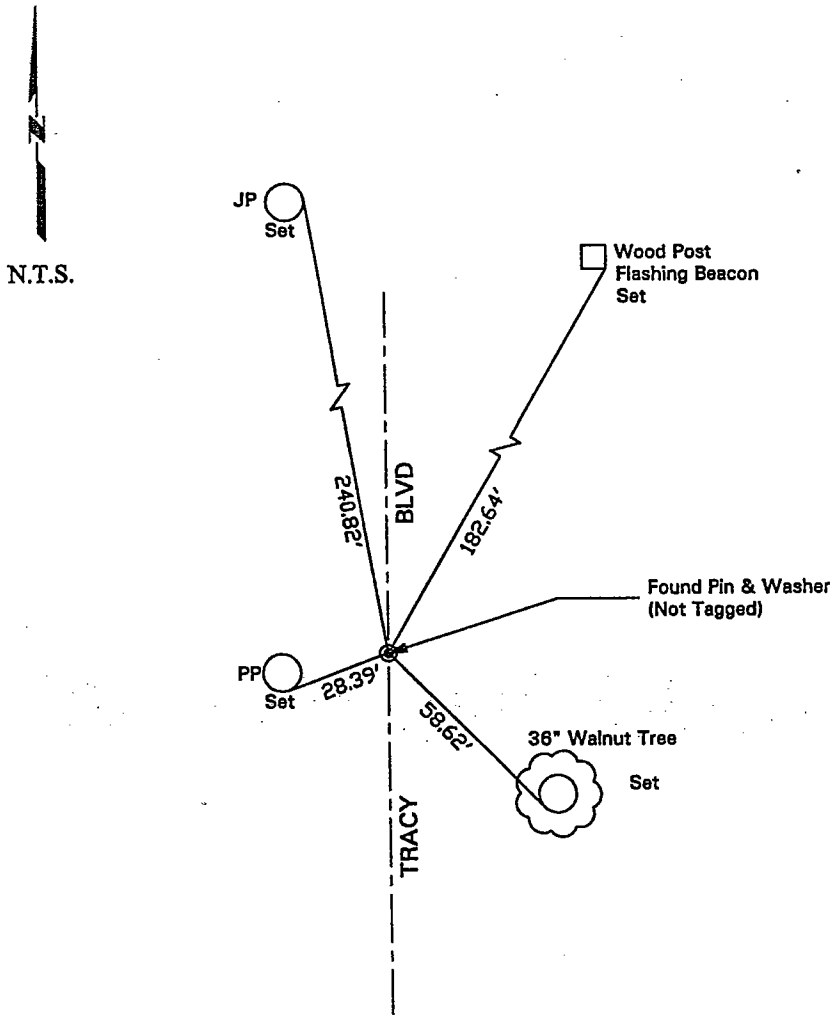 N
N.T.S.
JP
Set
Wood Post
Flashing Beacon
Set
240.82'
BLVD
182.64'
Found Pin & Washer
(Not Tagged)
PP
Set
28.39'
58.62'
36" Walnut Tree
Set
TRACY